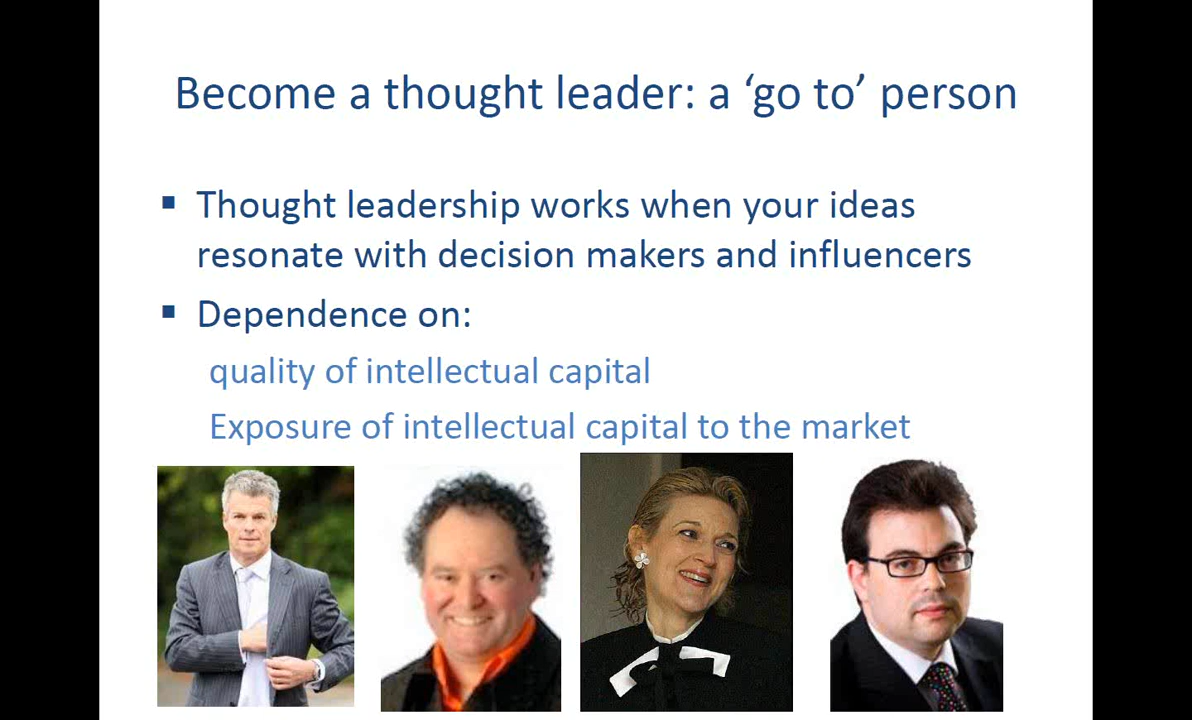 Become a thought leader: a ‘go to’ person
Thought leadership works when your ideas
resonate with decision makers and influencers
Dependence on:
quality of intellectual capital
Exposure of intellectual capital to the market